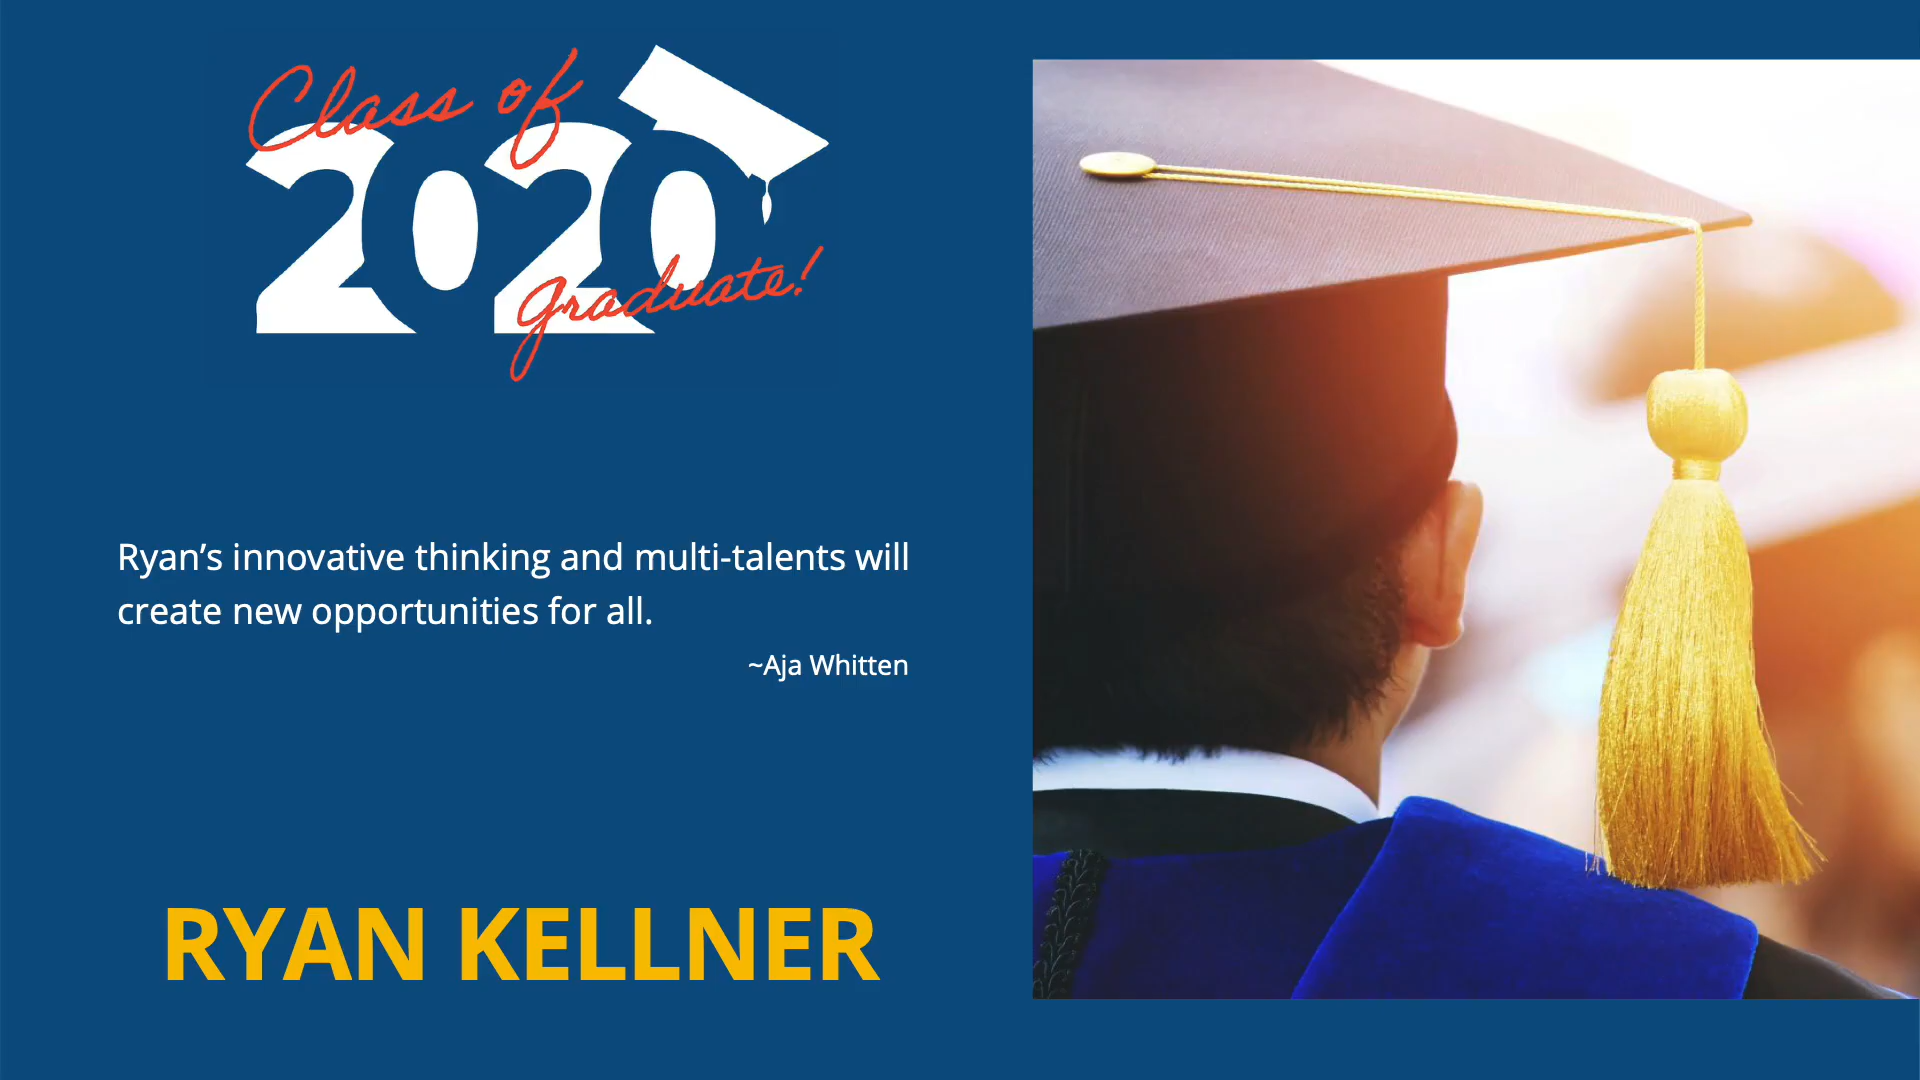 Class of
2020
graduate!
Ryan’s innovative thinking and multi-talents will
create new opportunities for all.
~Aja Whitten
RYAN KELLNER